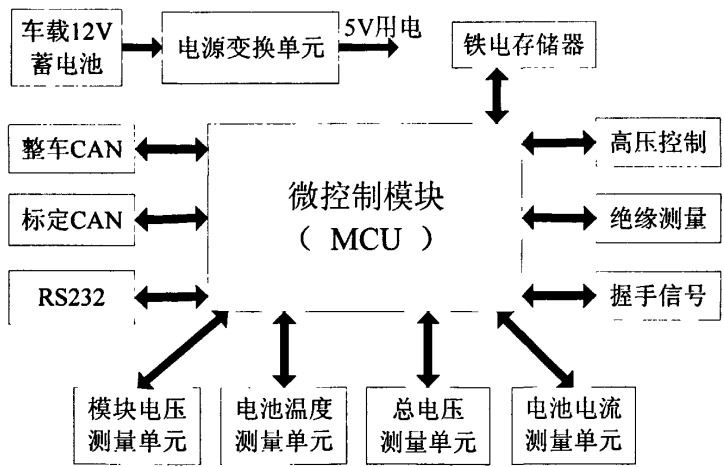 车载12V
蓄电池
电源变换单元
5V用电
铁电存储器
整车CAN
标定CAN
RS232
微控制模块
（ MCU ）
高压控制
绝缘测量
握手信号
模块电压
测量单元
电池温度
测量单元
总电压
测量单元
电池电流
测量单元